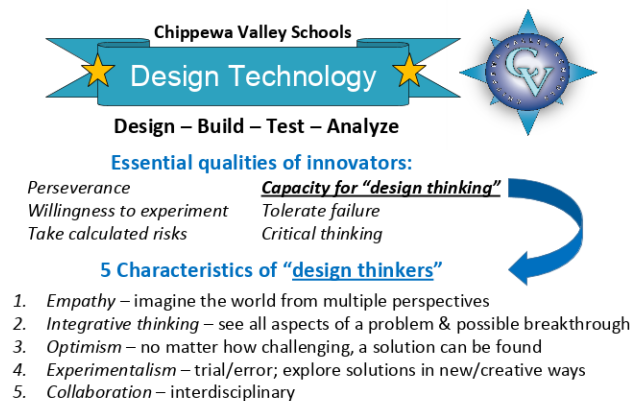 Chippewa Valley Schools
Design Technology
CV
Design – Build – Test – Analyze
Essential qualities of innovators:
Perseverance
Willingness to experiment
Take calculated risks
Capacity for “design thinking”
Tolerate failure
Critical thinking
5 Characteristics of “design thinkers”
1. Empathy – imagine the world from multiple perspectives
2. Integrative thinking – see all aspects of a problem & possible breakthrough
3. Optimism – no matter how challenging, a solution can be found
4. Experimentalism – trial/error; explore solutions in new/creative ways
5. Collaboration – interdisciplinary